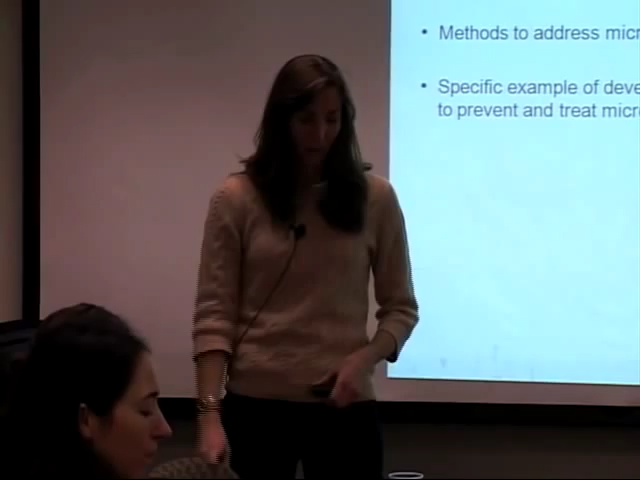 • Methods to address micr
• Specific example of deve
to prevent and treat micr